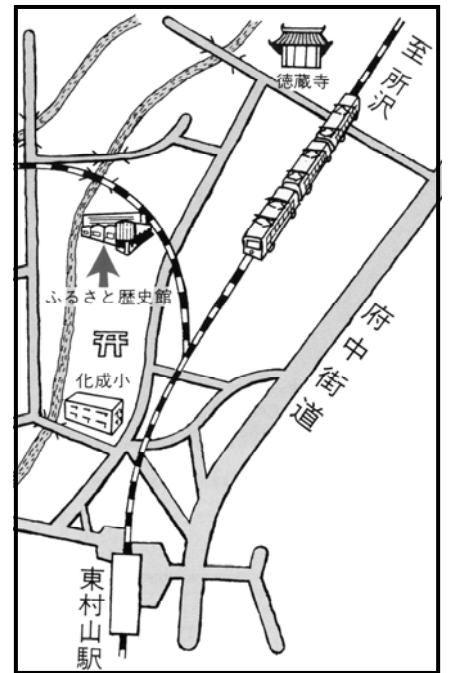 徳蔵寺
至所沢
ふるさと歴史館
府中街道
化成小
東村山駅